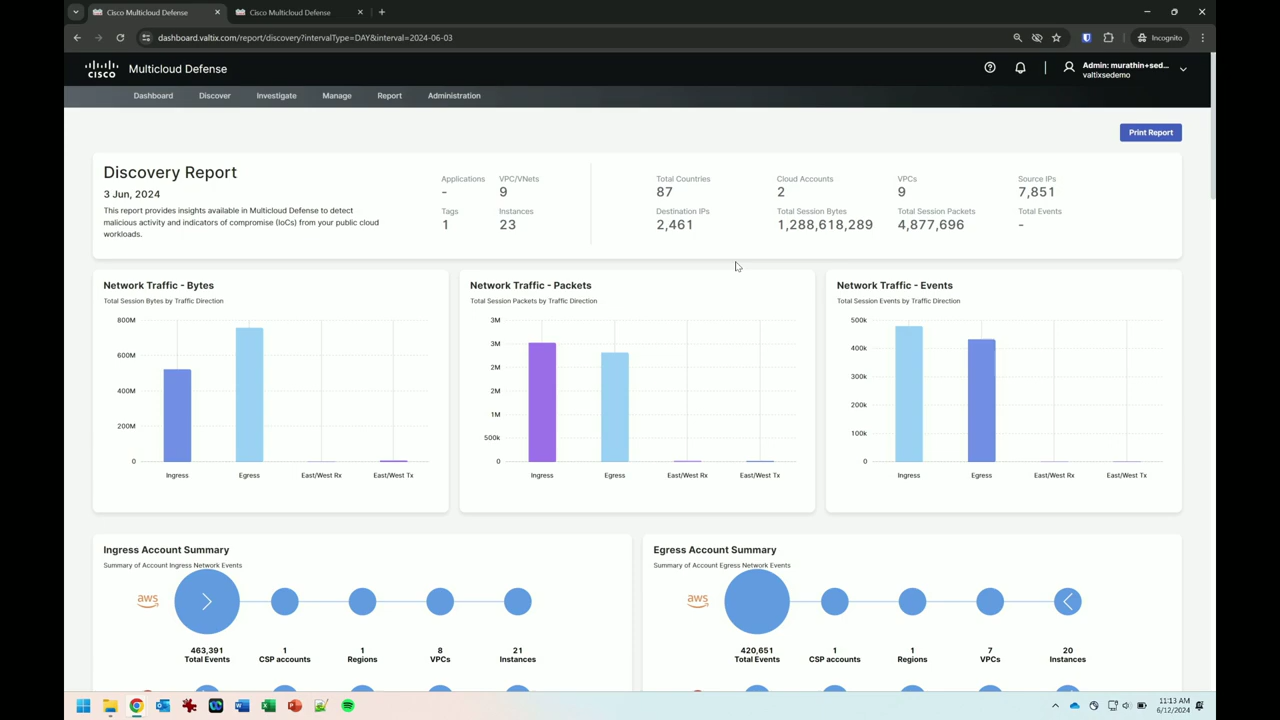 Cisco Multicloud Defense
Cisco Multicloud Defense
dashboard.valtix.com/report/discovery?intervalType=DAY&interval=2024-06-03
Incognito
CISCO
Multicloud Defense
Admin: murathin+sed...
valtixsedemo
Dashboard
Discover
Investigate
Manage
Report
Administration
Print Report
Discovery Report
3 Jun, 2024
This report provides insights available in Multicloud Defense to detect
malicious activity and indicators of compromise (IoCs) from your public cloud
workloads.
Applications
-
VPC/VNets
9
Tags
1
Instances
23
Total Countries
87
Cloud Accounts
2
VPCs
9
Source IPs
7,851
Destination IPs
2,461
Total Session Bytes
1,288,618,289
Total Session Packets
4,877,696
Total Events
-
Network Traffic - Bytes
Total Session Bytes by Traffic Direction
800M
600M
400M
200M
0
Ingress
Egress
East/West Rx
East/West Tx
Network Traffic - Packets
Total Session Packets by Traffic Direction
3M
3M
2M
2M
1M
500k
0
Ingress
Egress
East/West Rx
East/West Tx
Network Traffic - Events
Total Session Events by Traffic Direction
500k
400k
300k
200k
100k
0
Ingress
Egress
East/West Rx
East/West Tx
Ingress Account Summary
Summary of Account Ingress Network Events
aws
463,391
Total Events
1
CSP accounts
1
Regions
8
VPCs
21
Instances
Egress Account Summary
Summary of Account Egress Network Events
aws
420,651
Total Events
1
CSP accounts
1
Regions
7
VPCs
20
Instances
11:13 AM
6/12/2024